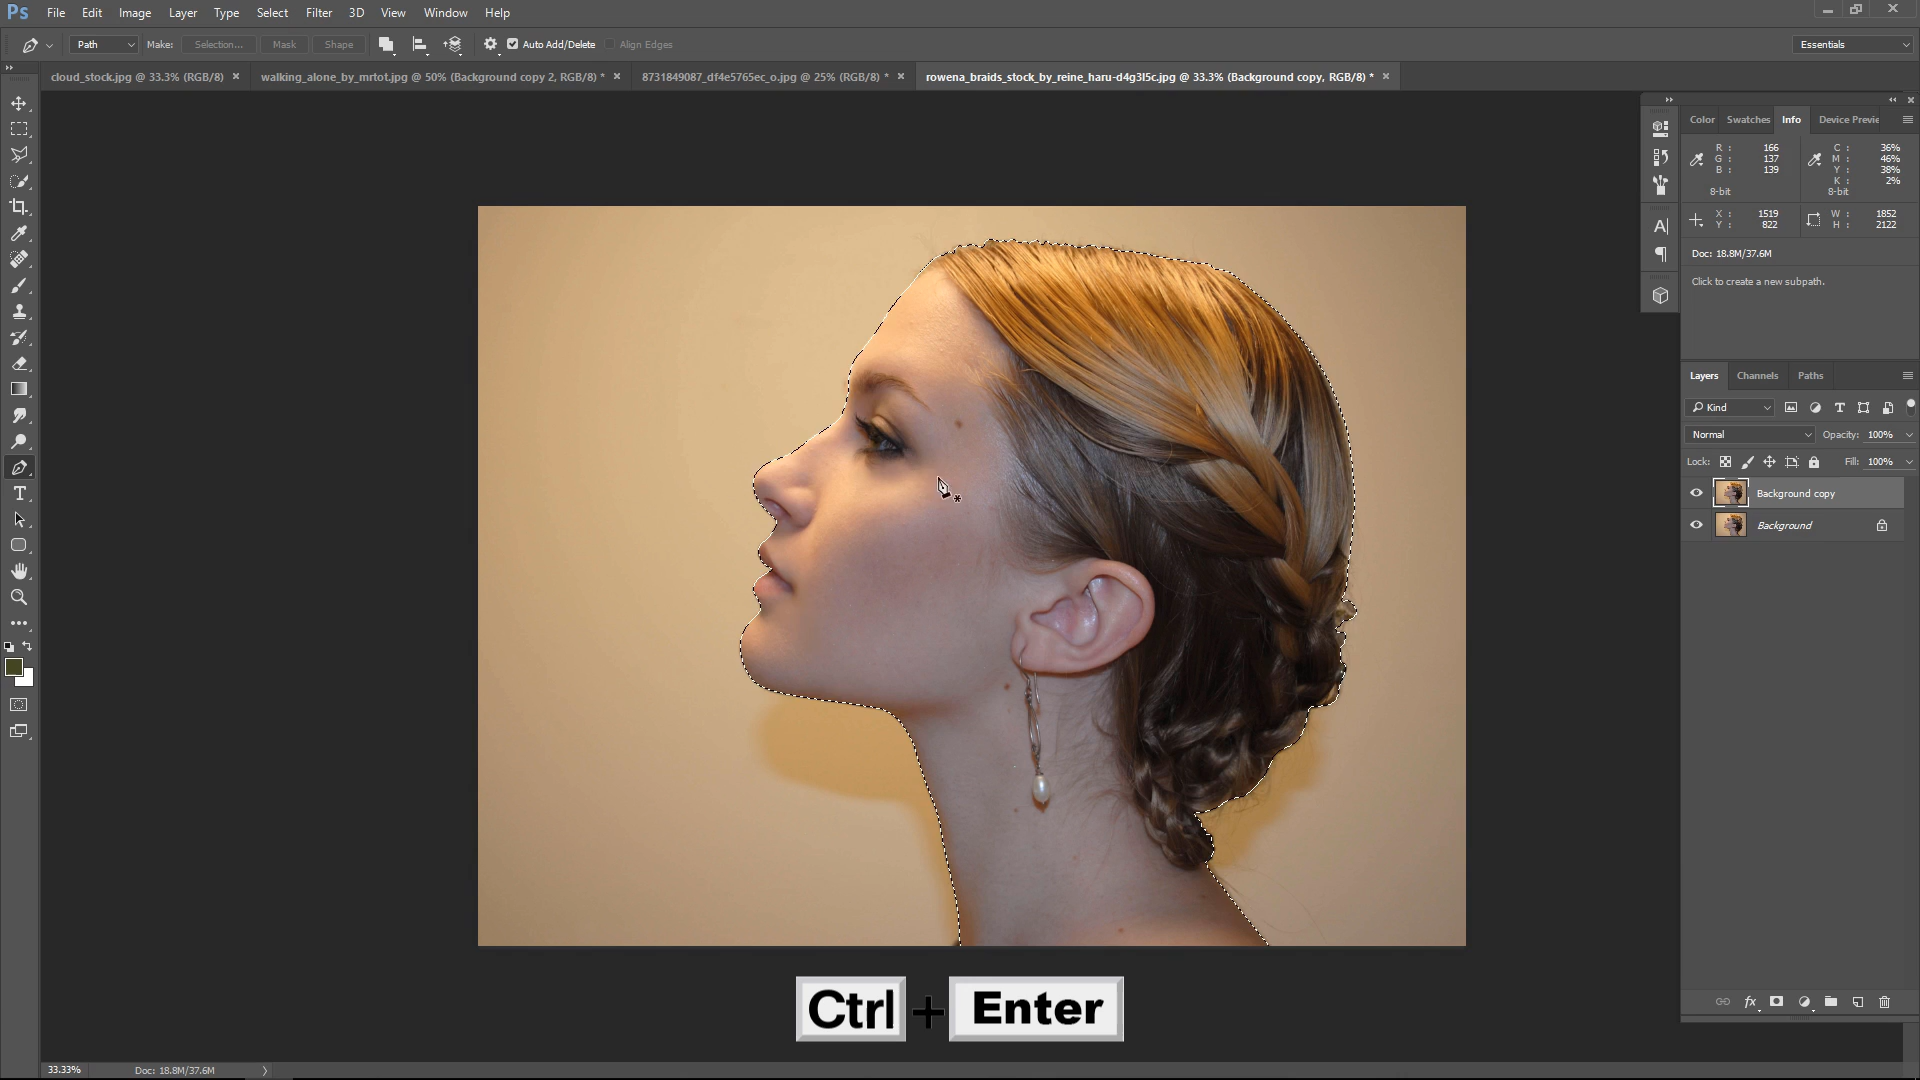 Ps File Edit Image Layer Type Select Filter 3D View Window Help
Path Make: Selection... Mask Shape Auto Add/Delete Align Edges Essentials
cloud_stock.jpg @ 33.3% (RGB/8) × walking_alone_by_mrtot.jpg @ 50% (Background copy 2, RGB/8) * × 8731849087_df4e5765ec_o.jpg @ 25% (RGB/8) * × rowena_braids_stock_by_reine_haru-d4g3l5c.jpg @ 33.3% (Background copy, RGB/8) * ×
Color Swatches Info Device Previe
R : 166 C : 36%
G : 137 M : 46%
B : 139 Y : 38%
K : 2%
8-bit 8-bit
X : 1519 W : 1852
Y : 822 H : 2122
Doc: 18.8M/37.6M
Click to create a new subpath.
Layers Channels Paths
Kind
Normal Opacity: 100%
Lock: Fill: 100%
Background copy
Background
Ctrl + Enter
fx
33.33% Doc: 18.8M/37.6M